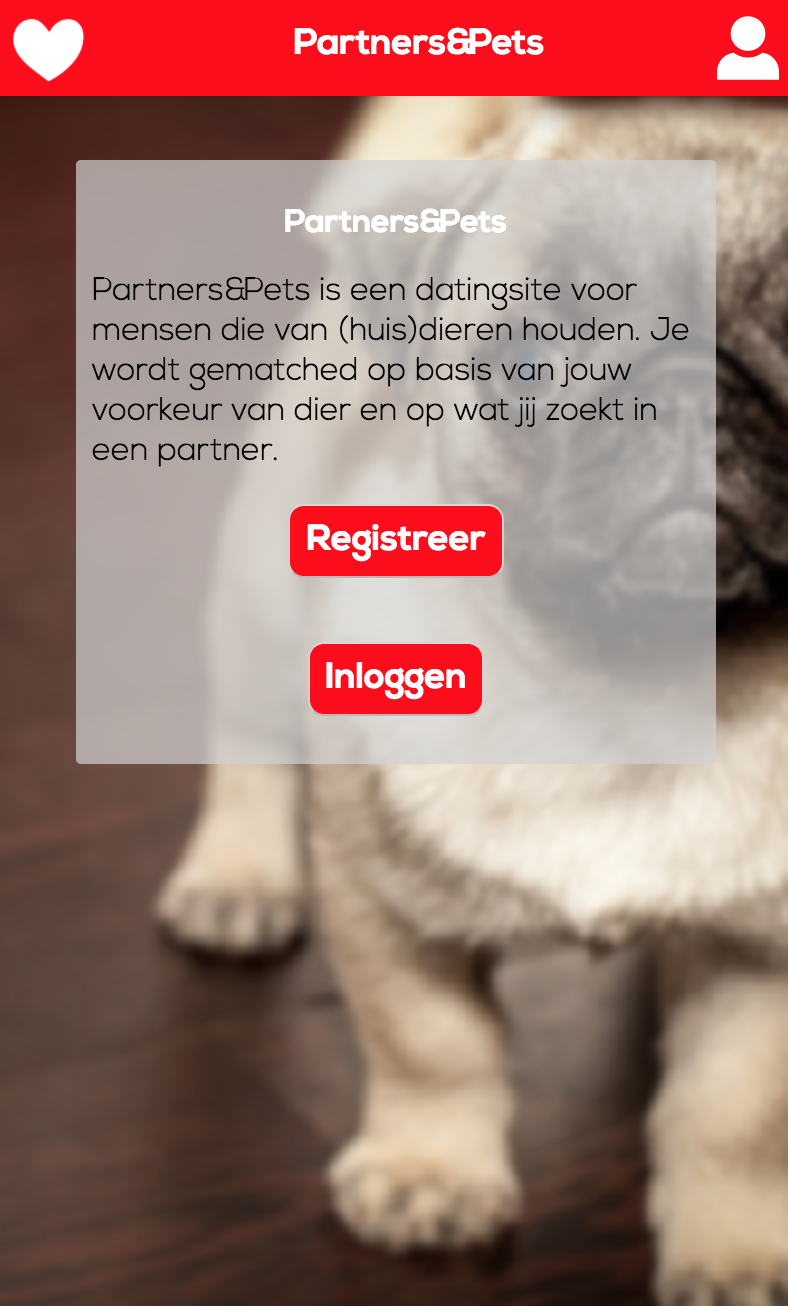 Partners&Pets
Partners&Pets
Partners&Pets is een datingsite voor
mensen die van (huis)dieren houden. Je
wordt gematched op basis van jouw
voorkeur van dier en op wat jij zoekt in
een partner.
Registreer
Inloggen